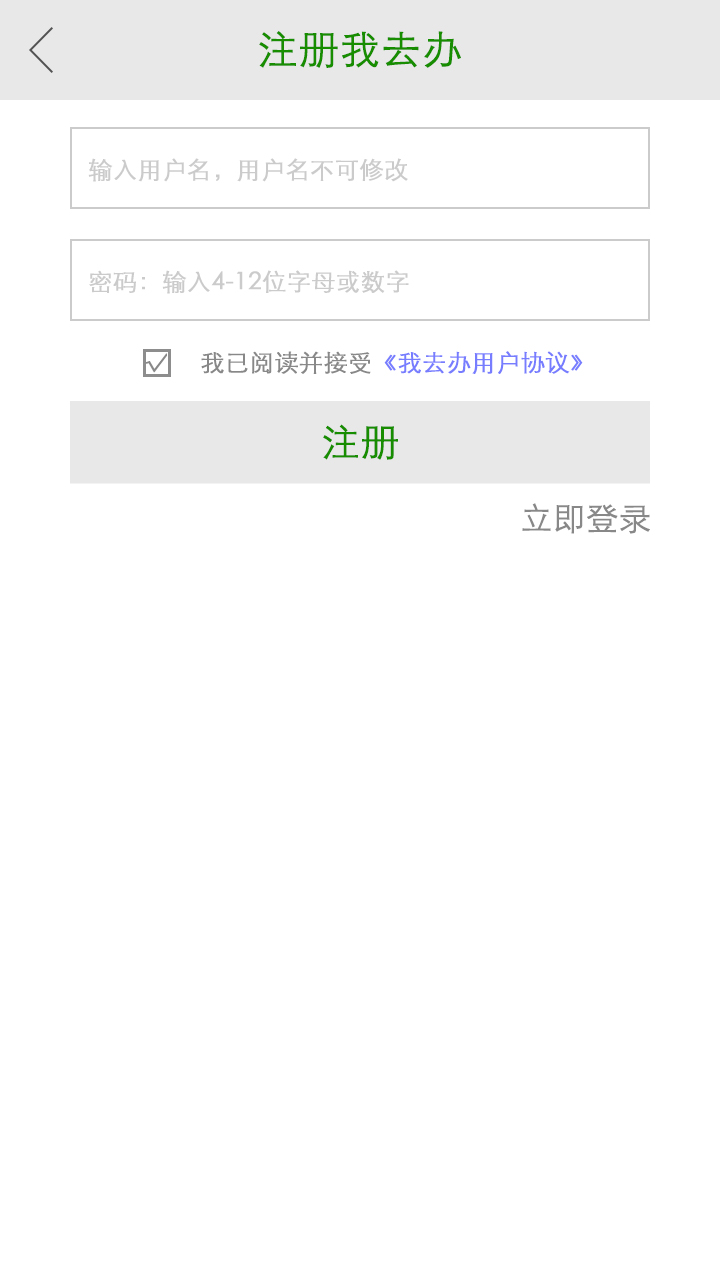 注册我去办
输入用户名，用户名不可修改
密码：输入4-12位字母或数字
我已阅读并接受《我去办用户协议》
注册
立即登录